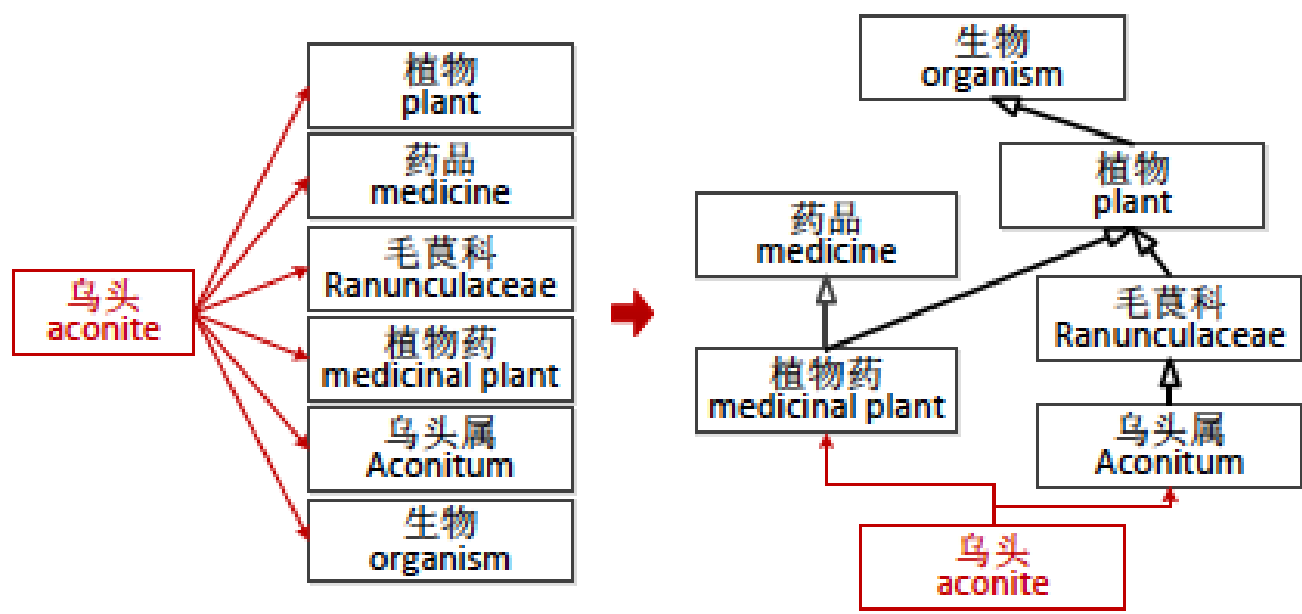 植物
plant
药品
medicine
毛茛科
Ranunculaceae
乌头
aconite
植物药
medicinal plant
乌头属
Aconitum
生物
organism
生物
organism
植物
plant
药品
medicine
毛茛科
Ranunculaceae
植物药
medicinal plant
乌头属
Aconitum
乌头
aconite